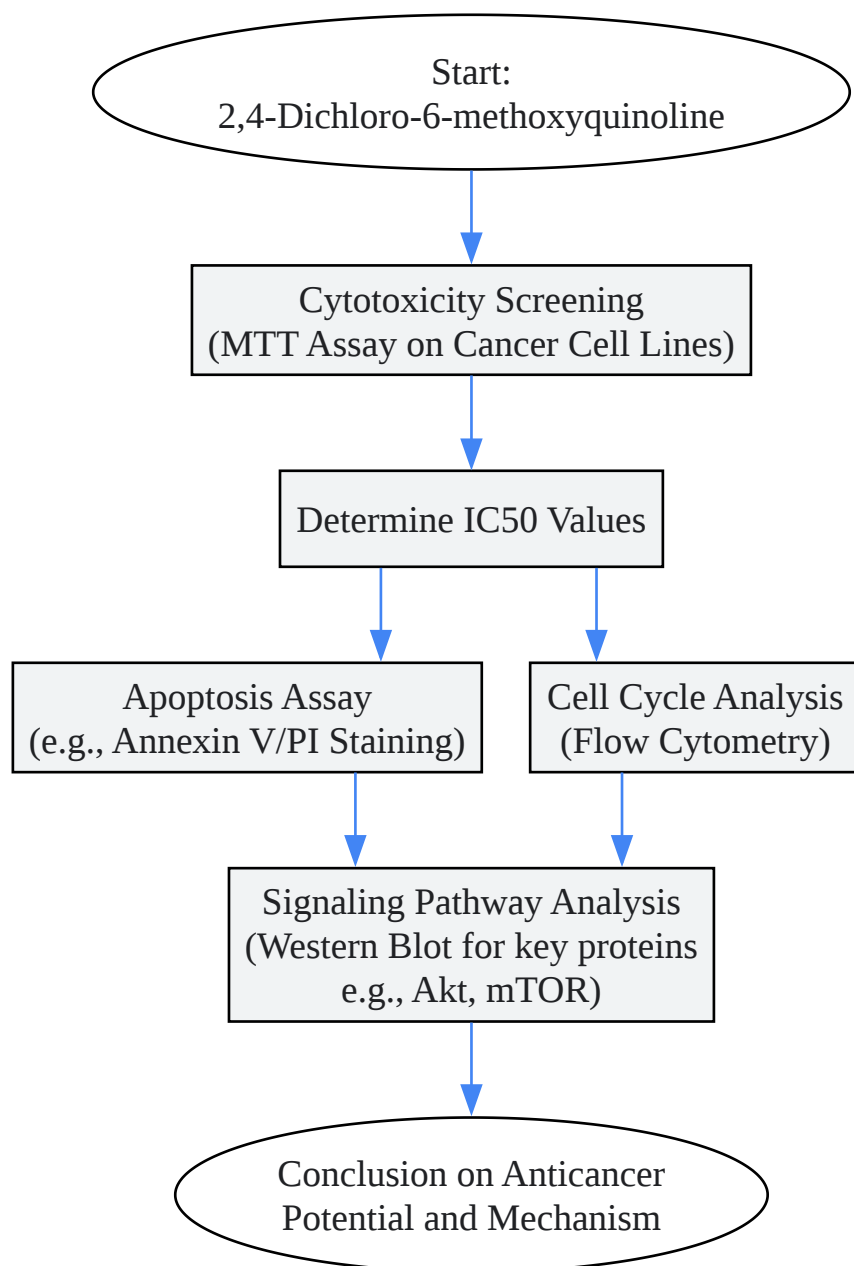 Start:
2,4-Dichloro-6-methoxyquinoline
Cytotoxicity Screening
(MTT Assay on Cancer Cell Lines)
Determine IC50 Values
Apoptosis Assay
(e.g., Annexin V/PI Staining)
Cell Cycle Analysis
(Flow Cytometry)
Signaling Pathway Analysis
(Western Blot for key proteins
e.g., Akt, mTOR)
Conclusion on Anticancer
Potential and Mechanism